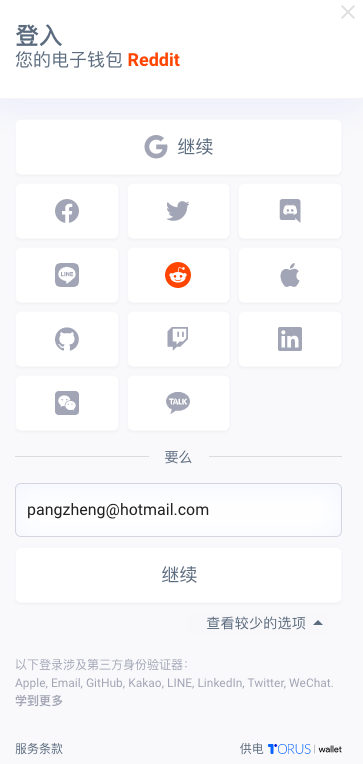 登入
您的电子钱包 Reddit
继续
LINE
TALK
要么
pangzheng@hotmail.com
继续
查看较少的选项
以下登录涉及第三方身份验证器：
Apple, Email, GitHub, Kakao, LINE, LinkedIn, Twitter, WeChat.
学到更多
服务条款
供电 TORUS | wallet